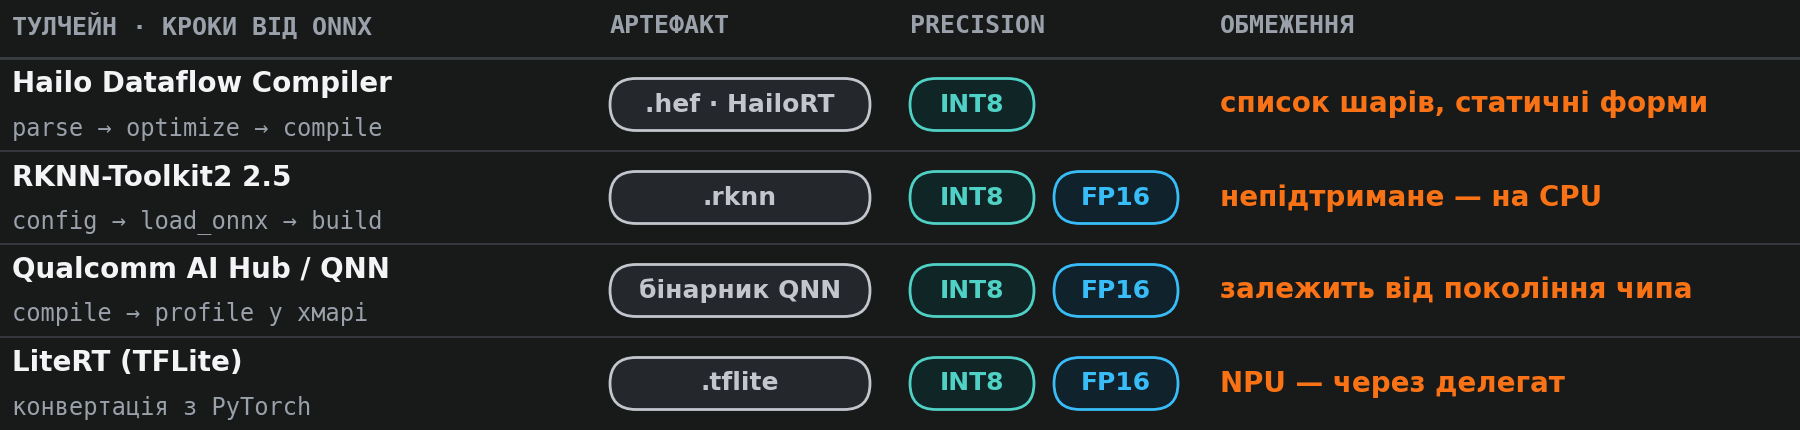 ТУЛЧЕЙН · КРОКИ ВІД ONNX АРТЕФАКТ PRECISION ОБМЕЖЕННЯ
Hailo Dataflow Compiler
parse → optimize → compile
.hef · HailoRT INT8 список шарів, статичні форми
RKNN-Toolkit2 2.5
config → load_onnx → build
.rknn INT8 FP16 непідтримане — на CPU
Qualcomm AI Hub / QNN
compile → profile у хмарі
бінарник QNN INT8 FP16 залежить від покоління чипа
LiteRT (TFLite)
конвертація з PyTorch
.tflite INT8 FP16 NPU — через делегат